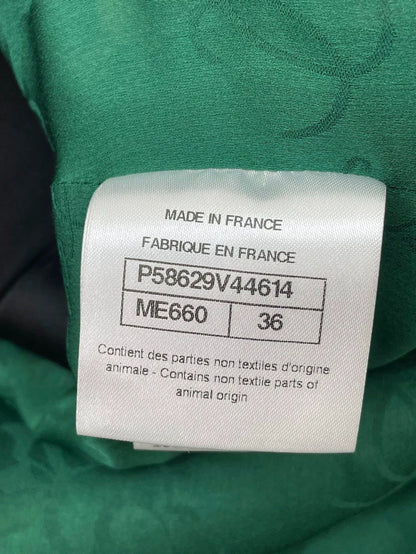 MADE IN FRANCE
FABRIQUE EN FRANCE
P58629V44614
ME660 36
Contient des parties non textiles d'origine
animale - Contains non textile parts of
animal origin